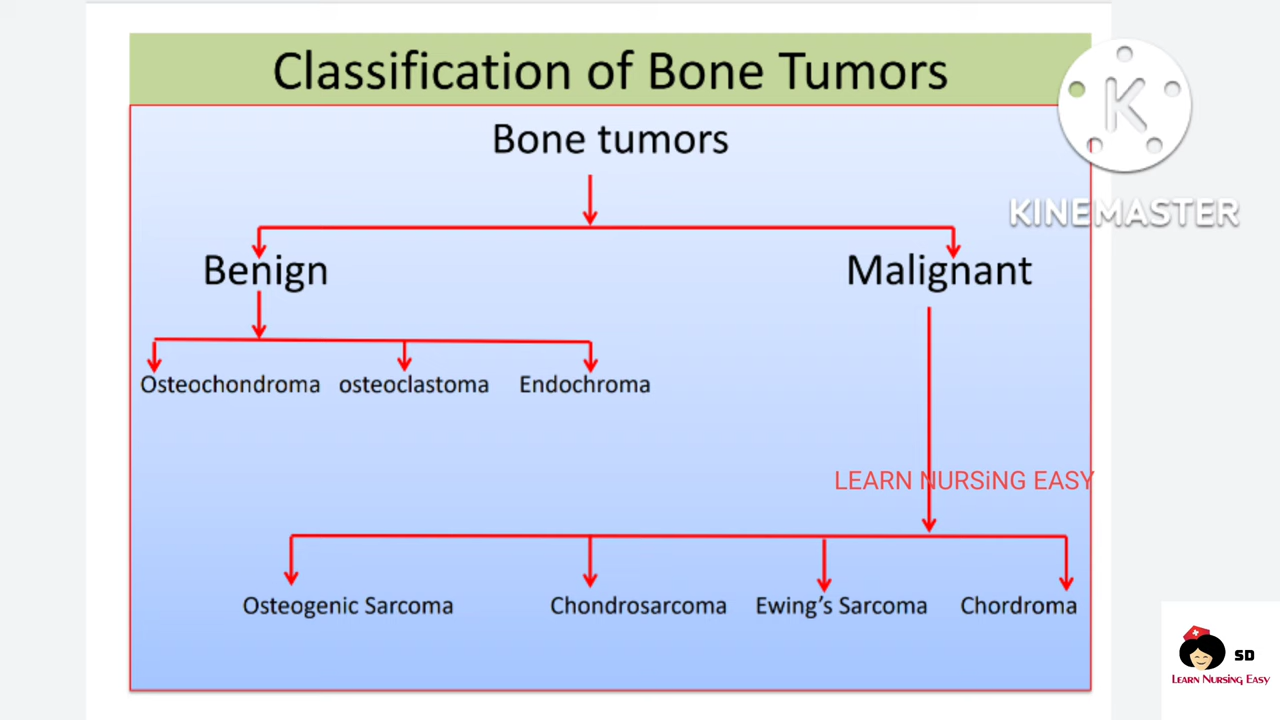 Classification of Bone Tumors
Bone tumors
KINEMASTER
Benign
Malignant
Osteochondroma
osteoclastoma
Endochroma
LEARN NURSiNG EASY
Osteogenic Sarcoma
Chondrosarcoma
Ewing's Sarcoma
Chordroma
SD
LEARN NURSING EASY